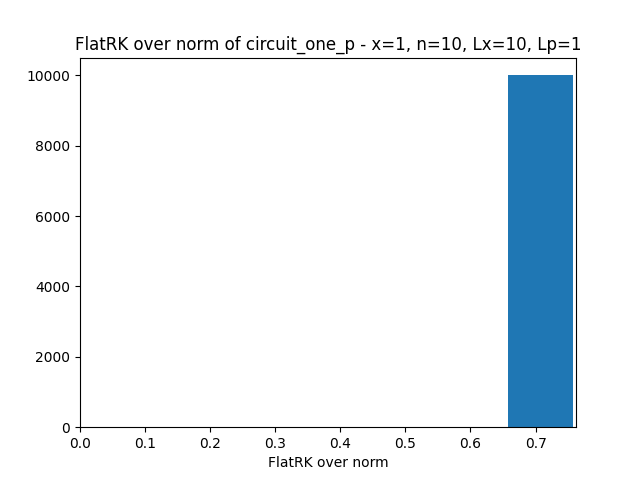 FlatRK over norm of circuit_one_p - x=1, n=10, Lx=10, Lp=1
10000
8000
6000
4000
2000
0
0.0 0.1 0.2 0.3 0.4 0.5 0.6 0.7
FlatRK over norm